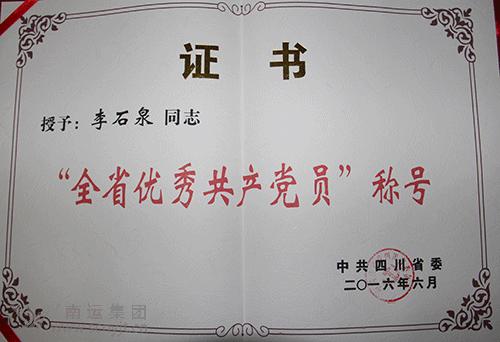 证书
授予：李石泉 同志
“全省优秀共产党员”称号
中共四川省委
二〇一六年六月
南运集团